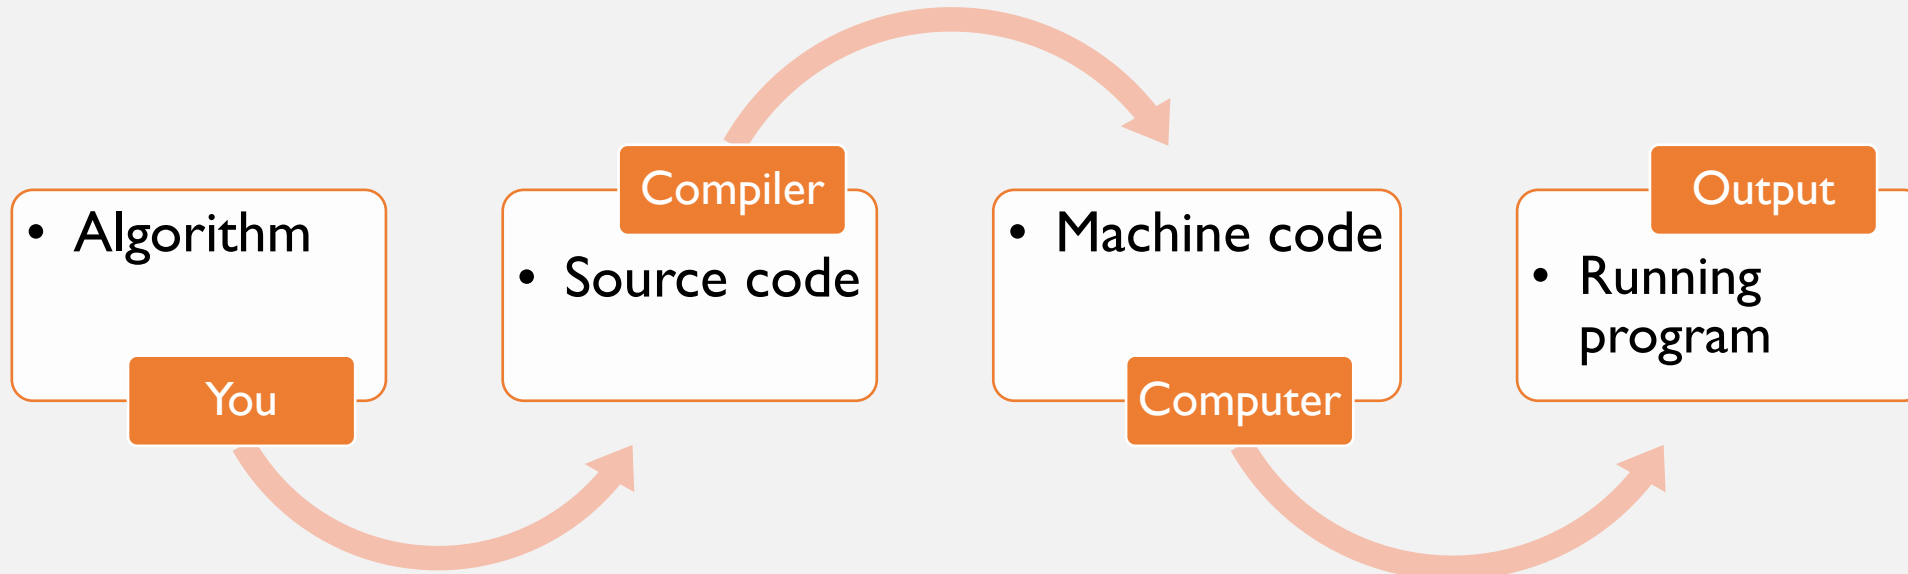 • Algorithm
You
Compiler
• Source code
• Machine code
Computer
Output
• Running
program